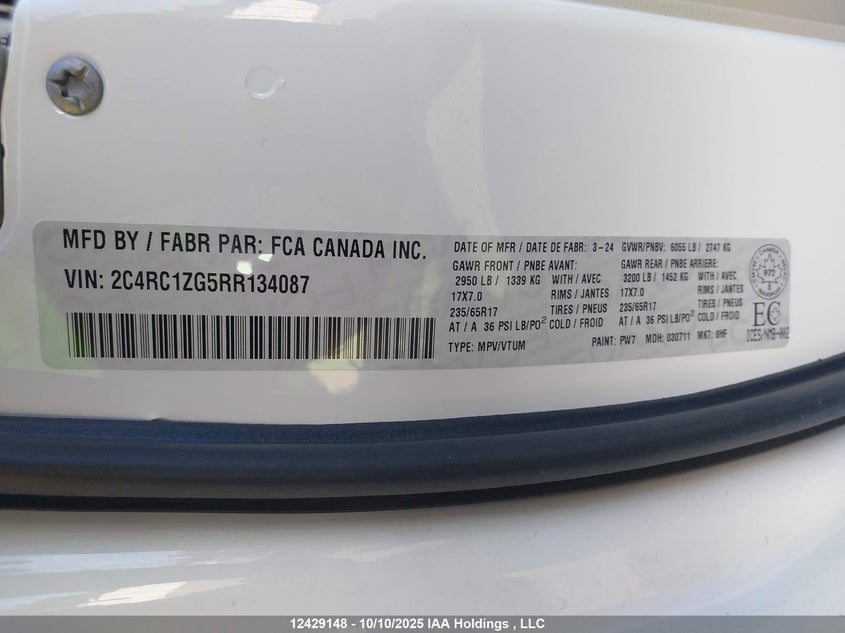 MFD BY / FABR PAR: FCA CANADA INC.
VIN: 2C4RC1ZG5RR134087
DATE OF MFR / DATE DE FABR: 3-24 GVWR/PNBV: 6055 LB / 2747 KG
GAWR FRONT / PNBE AVANT:
2950 LB / 1339 KG WITH / AVEC
17X7.0 RIMS / JANTES
235/65R17 TIRES / PNEUS
AT / A 36 PSI LB/PO² COLD / FROID
GAWR REAR / PNBE ARRIERE:
3200 LB / 1452 KG WITH / AVEC
17X7.0 RIMS / JANTES
235/65R17 TIRES / PNEUS
AT / A 36 PSI LB/PO² COLD / FROID
TYPE: MPV/VTUM PAINT: PW7 MDH: 030711 MKT: 8HF
CANADA
972
EC
ICES/NMB-002
12429148 - 10/10/2025 IAA Holdings , LLC